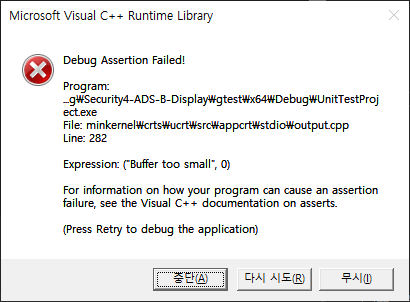 Microsoft Visual C++ Runtime Library
Debug Assertion Failed!
Program:
...g₩Security4-ADS-B-Display₩gtest₩x64₩Debug₩UnitTestProj
ect.exe
File: minkernel₩crts₩ucrt₩src₩appcrt₩stdio₩output.cpp
Line: 282
Expression: ("Buffer too small", 0)
For information on how your program can cause an assertion
failure, see the Visual C++ documentation on asserts.
(Press Retry to debug the application)
중단(A)
다시 시도(R)
무시(I)